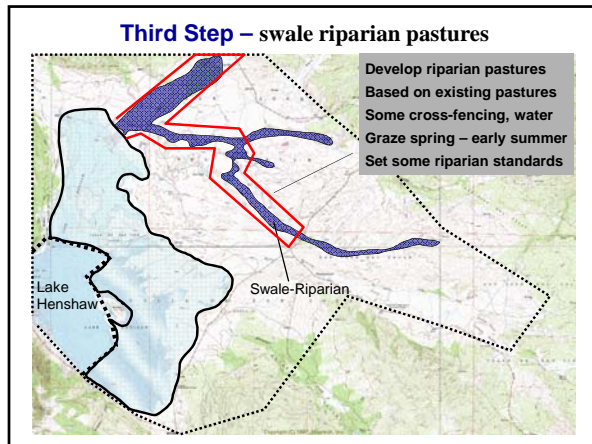 Third Step – swale riparian pastures
Develop riparian pastures
Based on existing pastures
Some cross-fencing, water
Graze spring – early summer
Set some riparian standards
Lake
Henshaw
Swale-Riparian